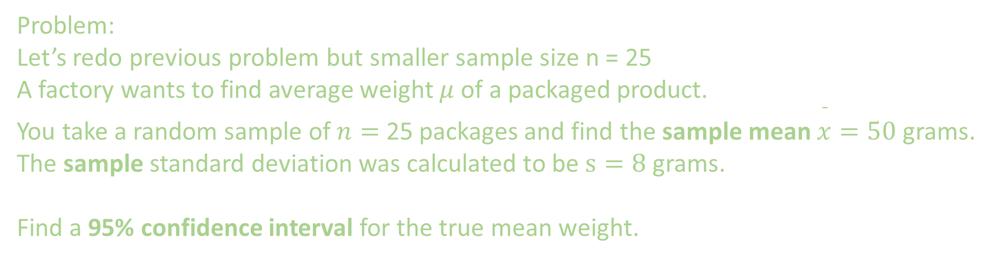 Problem:
Let’s redo previous problem but smaller sample size n = 25
A factory wants to find average weight μ of a packaged product.
You take a random sample of n = 25 packages and find the sample mean x̄ = 50 grams.
The sample standard deviation was calculated to be s = 8 grams.
Find a 95% confidence interval for the true mean weight.